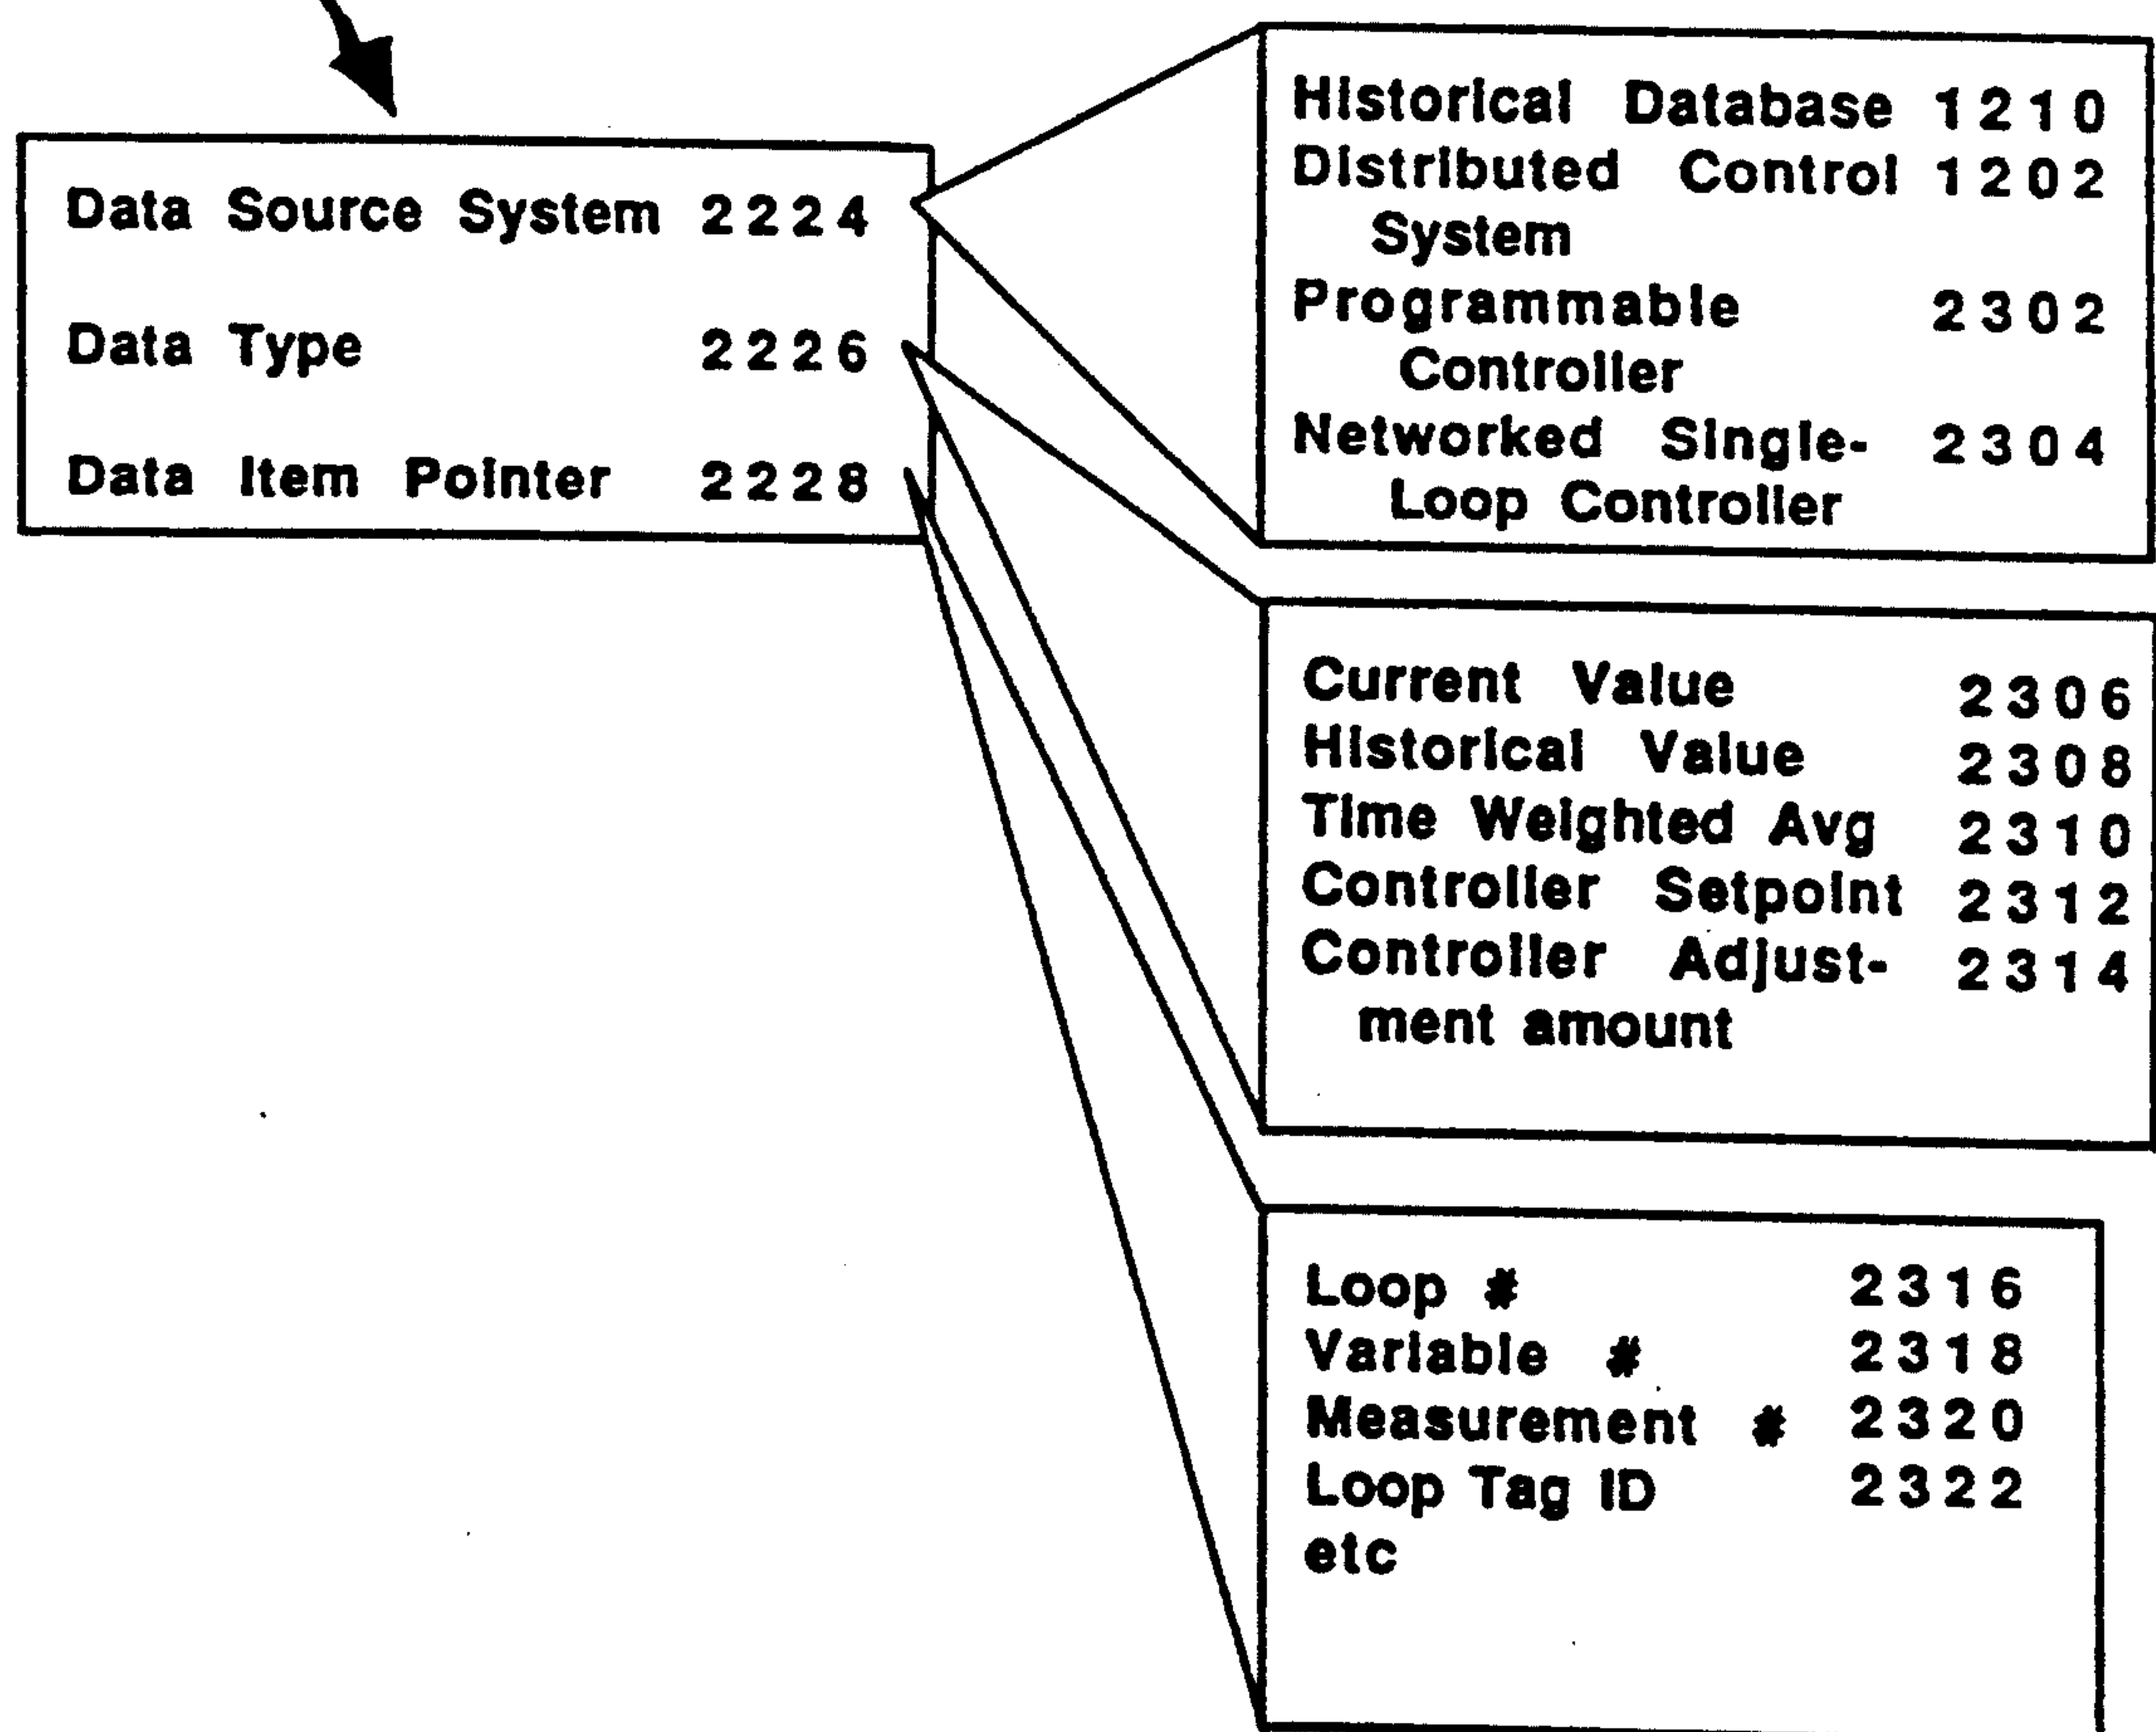 Data Source System 2224
Data Type 2226
Data Item Pointer 2228
Historical Database 1210
Distributed Control 1202
System
Programmable 2302
Controller
Networked Single- 2304
Loop Controller
Current Value 2306
Historical Value 2308
Time Weighted Avg 2310
Controller Setpoint 2312
Controller Adjust- 2314
ment amount
Loop # 2316
Variable # 2318
Measurement # 2320
Loop Tag ID 2322
etc